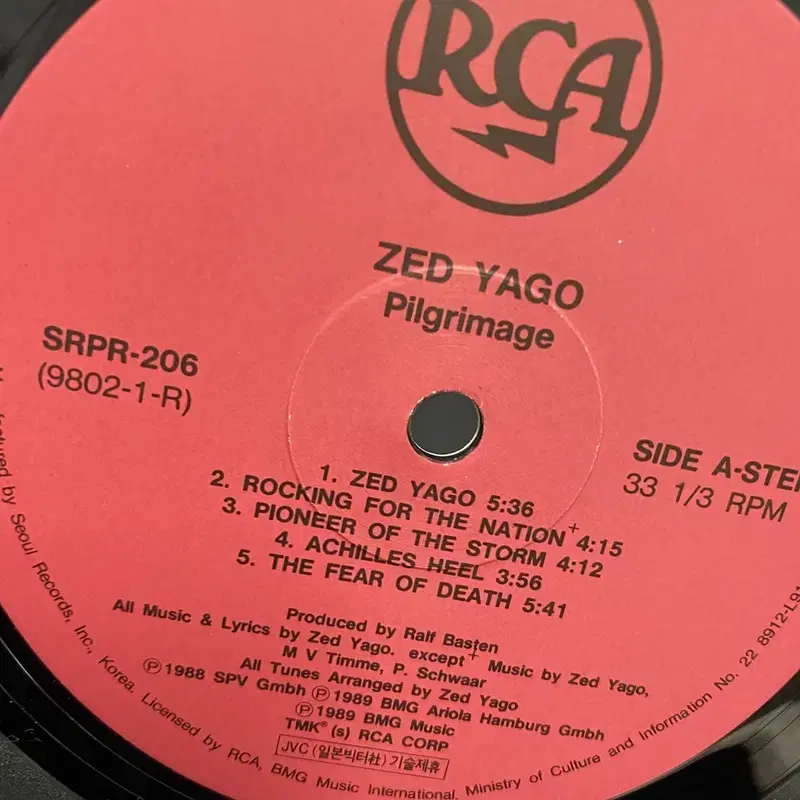 RCA
ZED YAGO
Pilgrimage
SRPR-206
(9802-1-R)
SIDE A-STE
33 1/3 RPM
1. ZED YAGO 5:36
2. ROCKING FOR THE NATION+ 4:15
3. PIONEER OF THE STORM 4:12
4. ACHILLES HEEL 3:56
5. THE FEAR OF DEATH 5:41
Produced by Ralf Basten
All Music & Lyrics by Zed Yago. except+ Music by Zed Yago,
M V Timme, P. Schwaar
All Tunes Arranged by Zed Yago
Ⓟ 1988 SPV Gmbh Ⓟ 1989 BMG Ariola Hamburg Gmbh
Ⓟ 1989 BMG Music
TMK® (s) RCA CORP
JVC (일본빅터社) 기술제휴
by Seoul Records, Inc., Korea. Licensed by RCA, BMG Music International. Ministry of Culture and Information No. 22 8912-L91